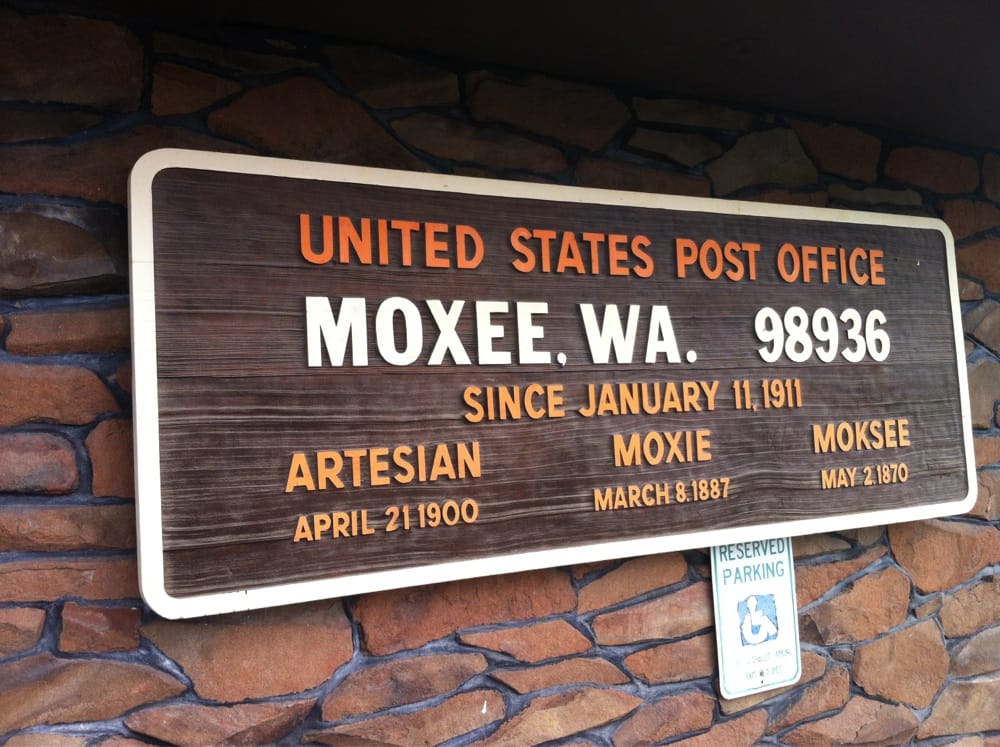 UNITED STATES POST OFFICE
MOXEE, WA. 98936
SINCE JANUARY 11, 1911
ARTESIAN MOXIE MOKSEE
APRIL 21 1900 MARCH 8. 1887 MAY 2. 1870
RESERVED
PARKING